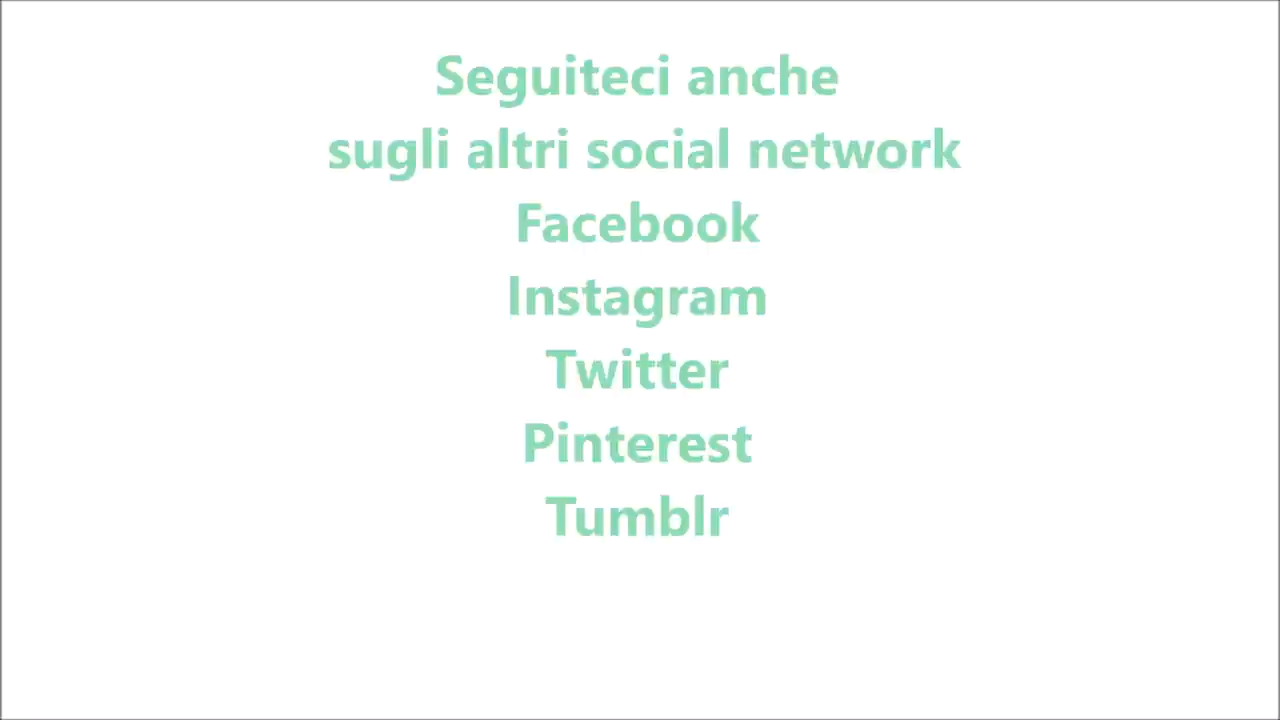 Seguiteci anche
sugli altri social network
Facebook
Instagram
Twitter
Pinterest
Tumblr